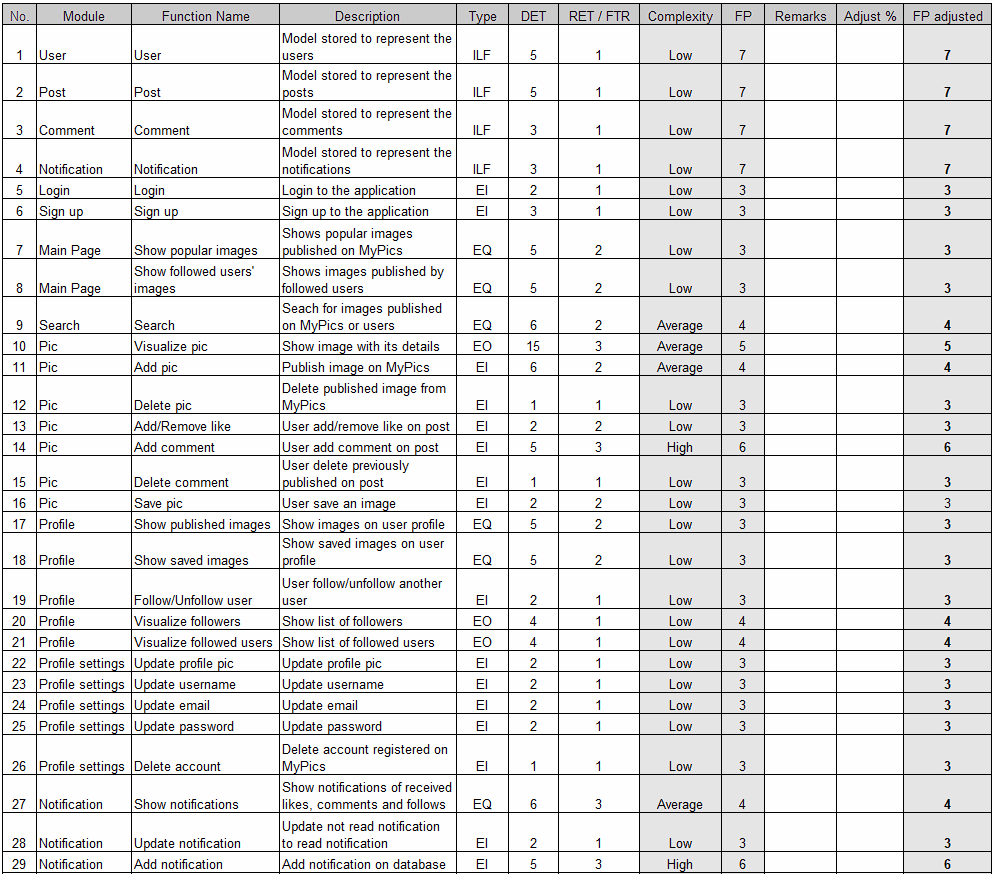 No. Module Function Name Description Type DET RET / FTR Complexity FP Remarks Adjust % FP adjusted
Model stored to represent the
1 User User users ILF 5 1 Low 7 7
Model stored to represent the
2 Post Post posts ILF 5 1 Low 7 7
Model stored to represent the
3 Comment Comment comments ILF 3 1 Low 7 7
Model stored to represent the
4 Notification Notification notifications ILF 3 1 Low 7 7
5 Login Login Login to the application EI 2 1 Low 3 3
6 Sign up Sign up Sign up to the application EI 3 1 Low 3 3
Shows popular images
7 Main Page Show popular images published on MyPics EQ 5 2 Low 3 3
Show followed users' Shows images published by
8 Main Page images followed users EQ 5 2 Low 3 3
Seach for images published
9 Search Search on MyPics or users EQ 6 2 Average 4 4
10 Pic Visualize pic Show image with its details EO 15 3 Average 5 5
11 Pic Add pic Publish image on MyPics EI 6 2 Average 4 4
Delete published image from
12 Pic Delete pic MyPics EI 1 1 Low 3 3
13 Pic Add/Remove like User add/remove like on post EI 2 2 Low 3 3
14 Pic Add comment User add comment on post EI 5 3 High 6 6
User delete previously
15 Pic Delete comment published on post EI 1 1 Low 3 3
16 Pic Save pic User save an image EI 2 2 Low 3 3
17 Profile Show published images Show images on user profile EQ 5 2 Low 3 3
Show saved images on user
18 Profile Show saved images profile EQ 5 2 Low 3 3
User follow/unfollow another
19 Profile Follow/Unfollow user user EI 2 1 Low 3 3
20 Profile Visualize followers Show list of followers EO 4 1 Low 4 4
21 Profile Visualize followed users Show list of followed users EO 4 1 Low 4 4
22 Profile settings Update profile pic Update profile pic EI 2 1 Low 3 3
23 Profile settings Update username Update username EI 2 1 Low 3 3
24 Profile settings Update email Update email EI 2 1 Low 3 3
25 Profile settings Update password Update password EI 2 1 Low 3 3
Delete account registered on
26 Profile settings Delete account MyPics EI 1 1 Low 3 3
Show notifications of received
27 Notification Show notifications likes, comments and follows EQ 6 3 Average 4 4
Update not read notification
28 Notification Update notification to read notification EI 2 1 Low 3 3
29 Notification Add notification Add notification on database EI 5 3 High 6 6